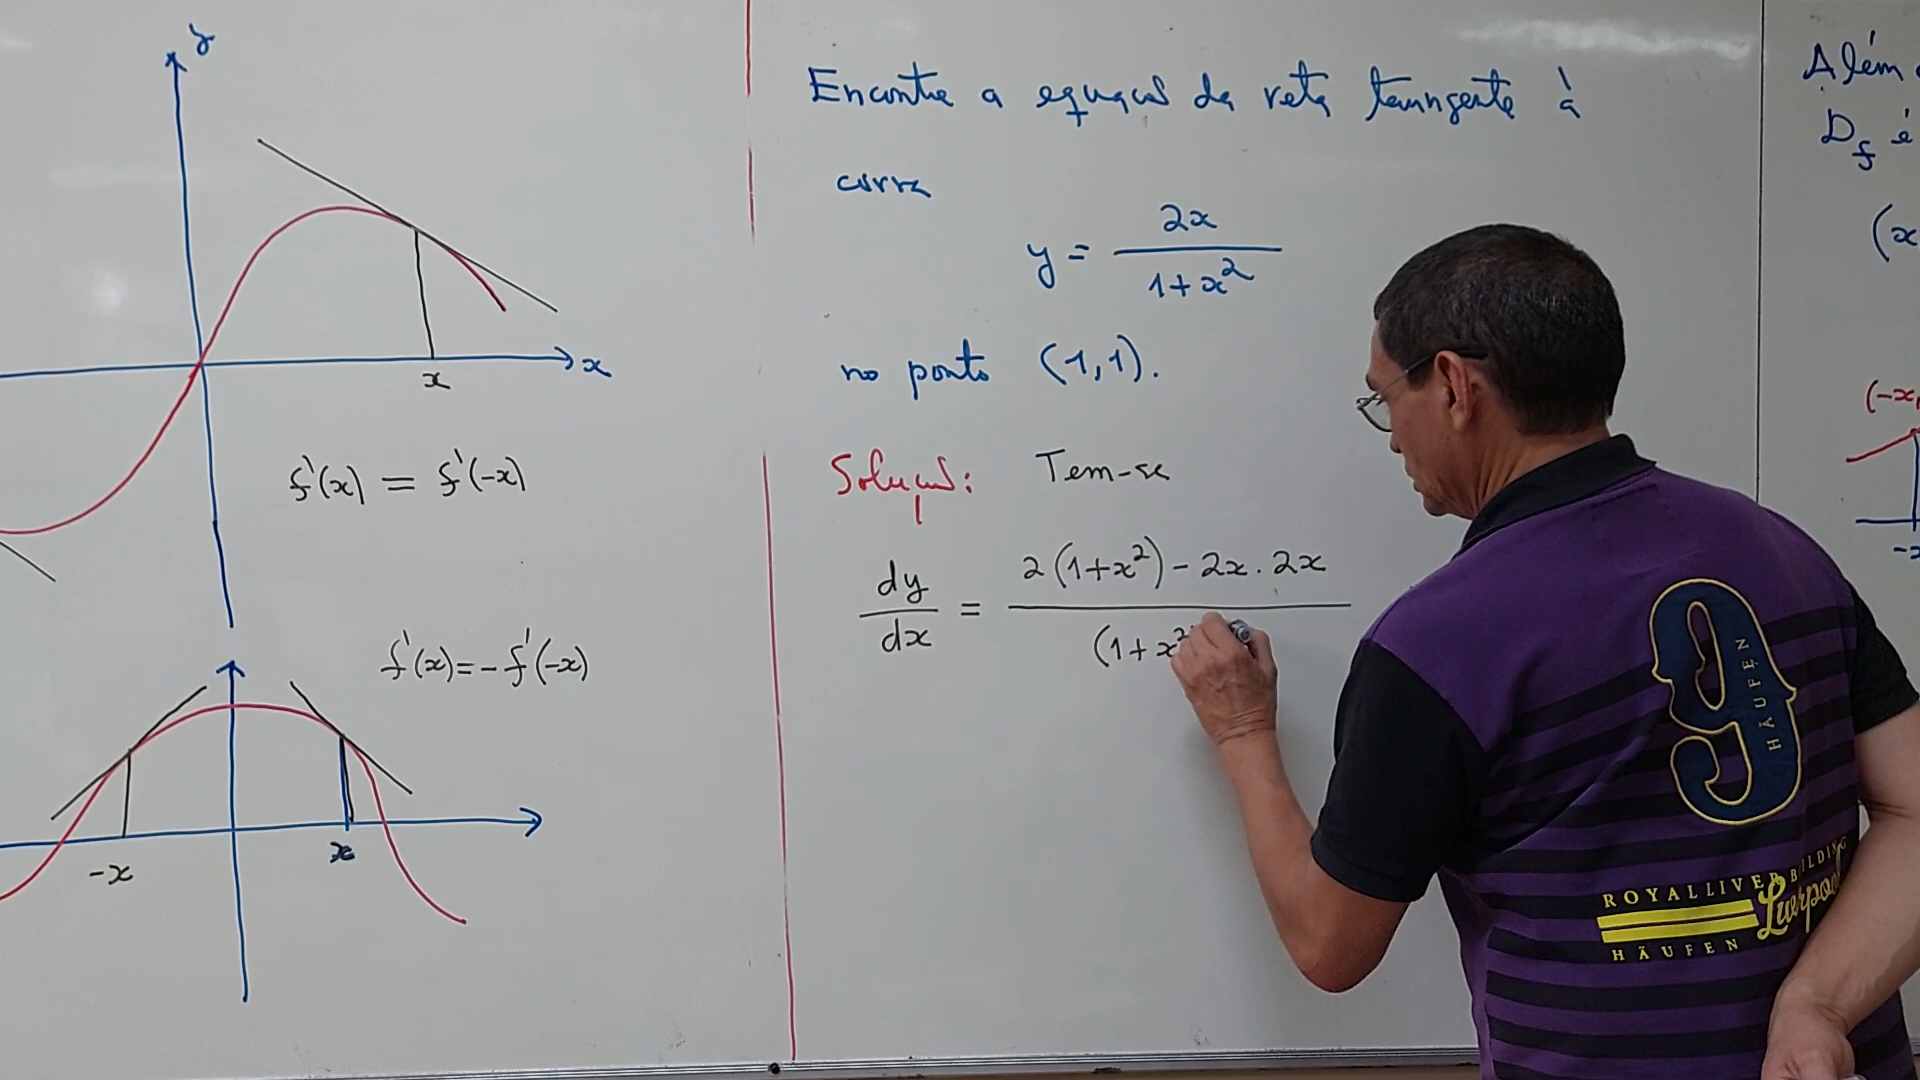 y
x
x
f'(x) = f'(-x)
f'(x) = -f'(-x)
-x
x
Encontre a equação da reta tangente à
curva
y = 2x / 1+x²
no ponto (1,1).
Solução: Tem-se
dy/dx = 2(1+x²) - 2x . 2x / (1+x²
Além
Df é
(x
(-x,
-x
9
HÄUFEN
ROYAL LIVER BUILDING
Liverpool
HÄUFEN